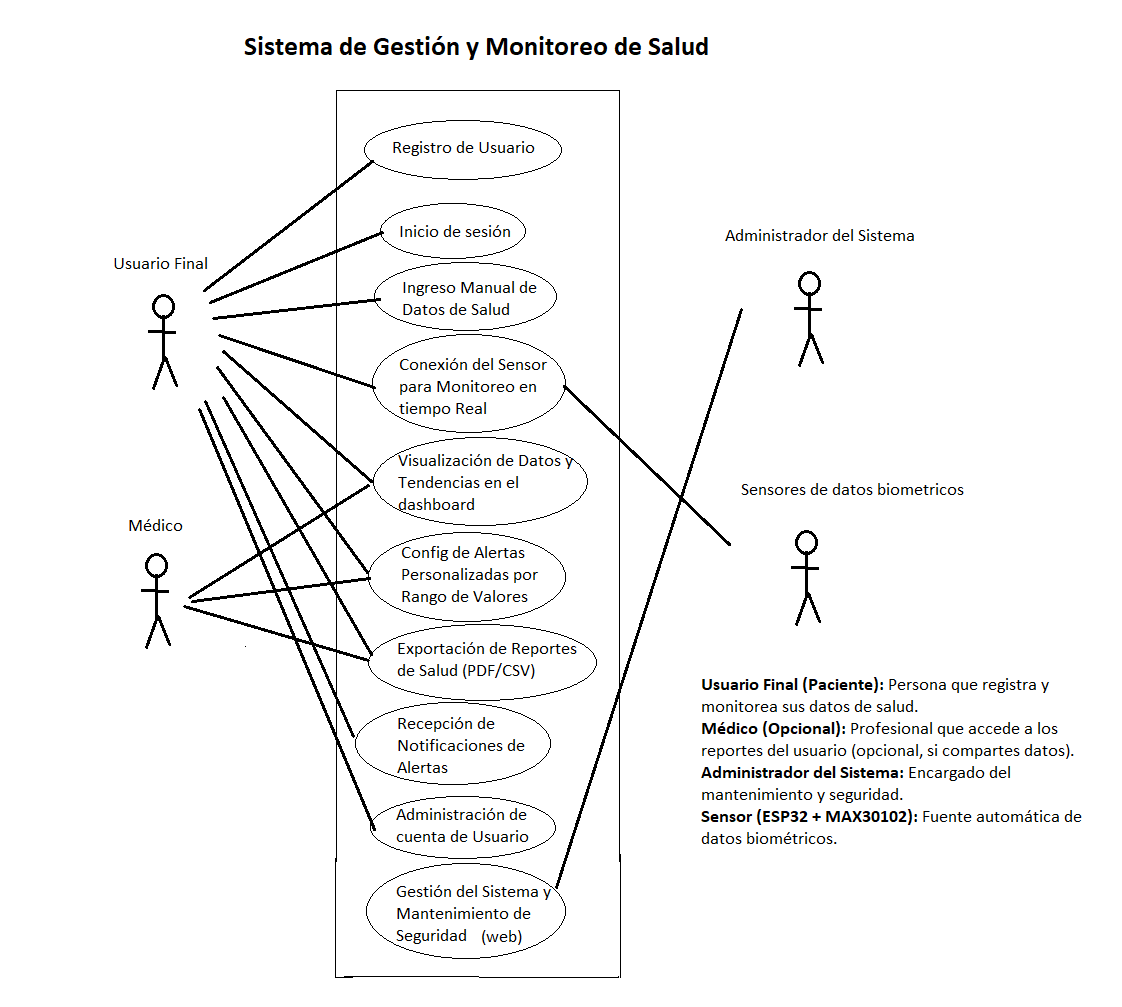 Sistema de Gestión y Monitoreo de Salud
Registro de Usuario
Inicio de sesión
Administrador del Sistema
Usuario Final
Ingreso Manual de
Datos de Salud
Conexión del Sensor
para Monitoreo en
tiempo Real
Visualización de Datos y
Tendencias en el
dashboard
Sensores de datos biometricos
Médico
Config de Alertas
Personalizadas por
Rango de Valores
Exportación de Reportes
de Salud (PDF/CSV)
Recepción de
Notificaciones de
Alertas
Administración de
cuenta de Usuario
Gestión del Sistema y
Mantenimiento de
Seguridad (web)
Usuario Final (Paciente): Persona que registra y
monitorea sus datos de salud.
Médico (Opcional): Profesional que accede a los
reportes del usuario (opcional, si compartes datos).
Administrador del Sistema: Encargado del
mantenimiento y seguridad.
Sensor (ESP32 + MAX30102): Fuente automática de
datos biométricos.